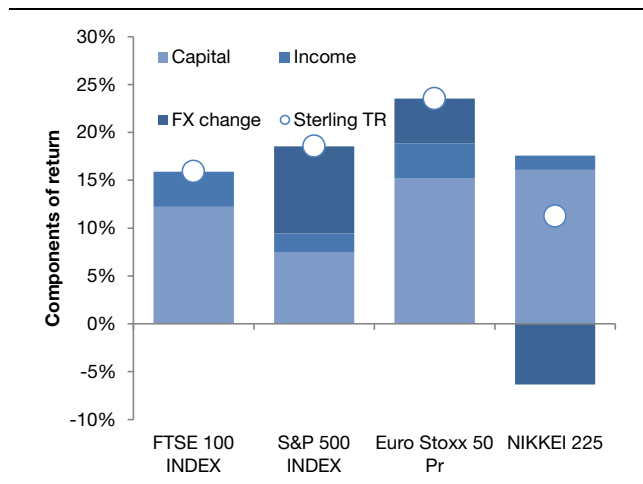 30%
25%
20%
15%
10%
5%
0%
-5%
-10%
Components of return
Capital
Income
FX change
Sterling TR
FTSE 100
INDEX
S&P 500
INDEX
Euro Stoxx 50
Pr
NIKKEI 225